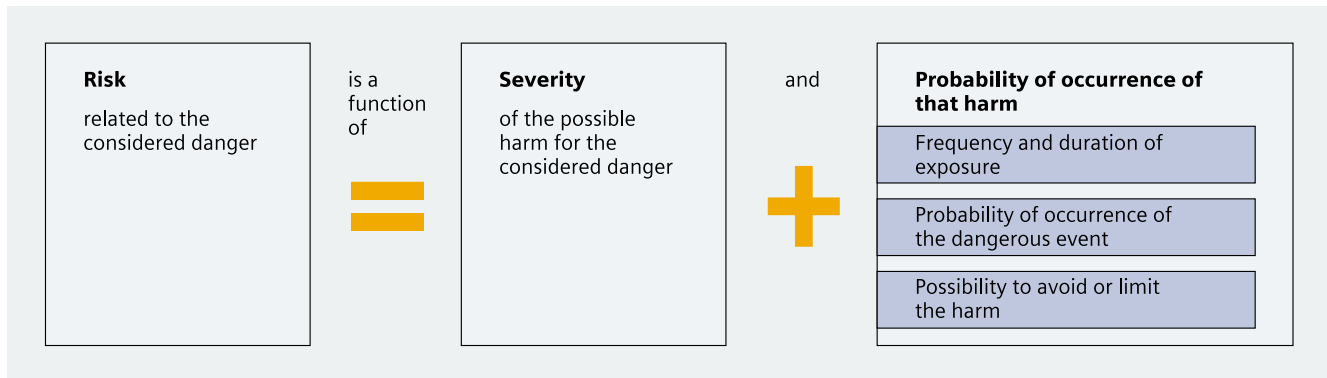 Risk
related to the
considered danger
is a
function
of
Severity
of the possible
harm for the
considered danger
and
Probability of occurrence of
that harm
Frequency and duration of
exposure
Probability of occurrence of
the dangerous event
Possibility to avoid or limit
the harm